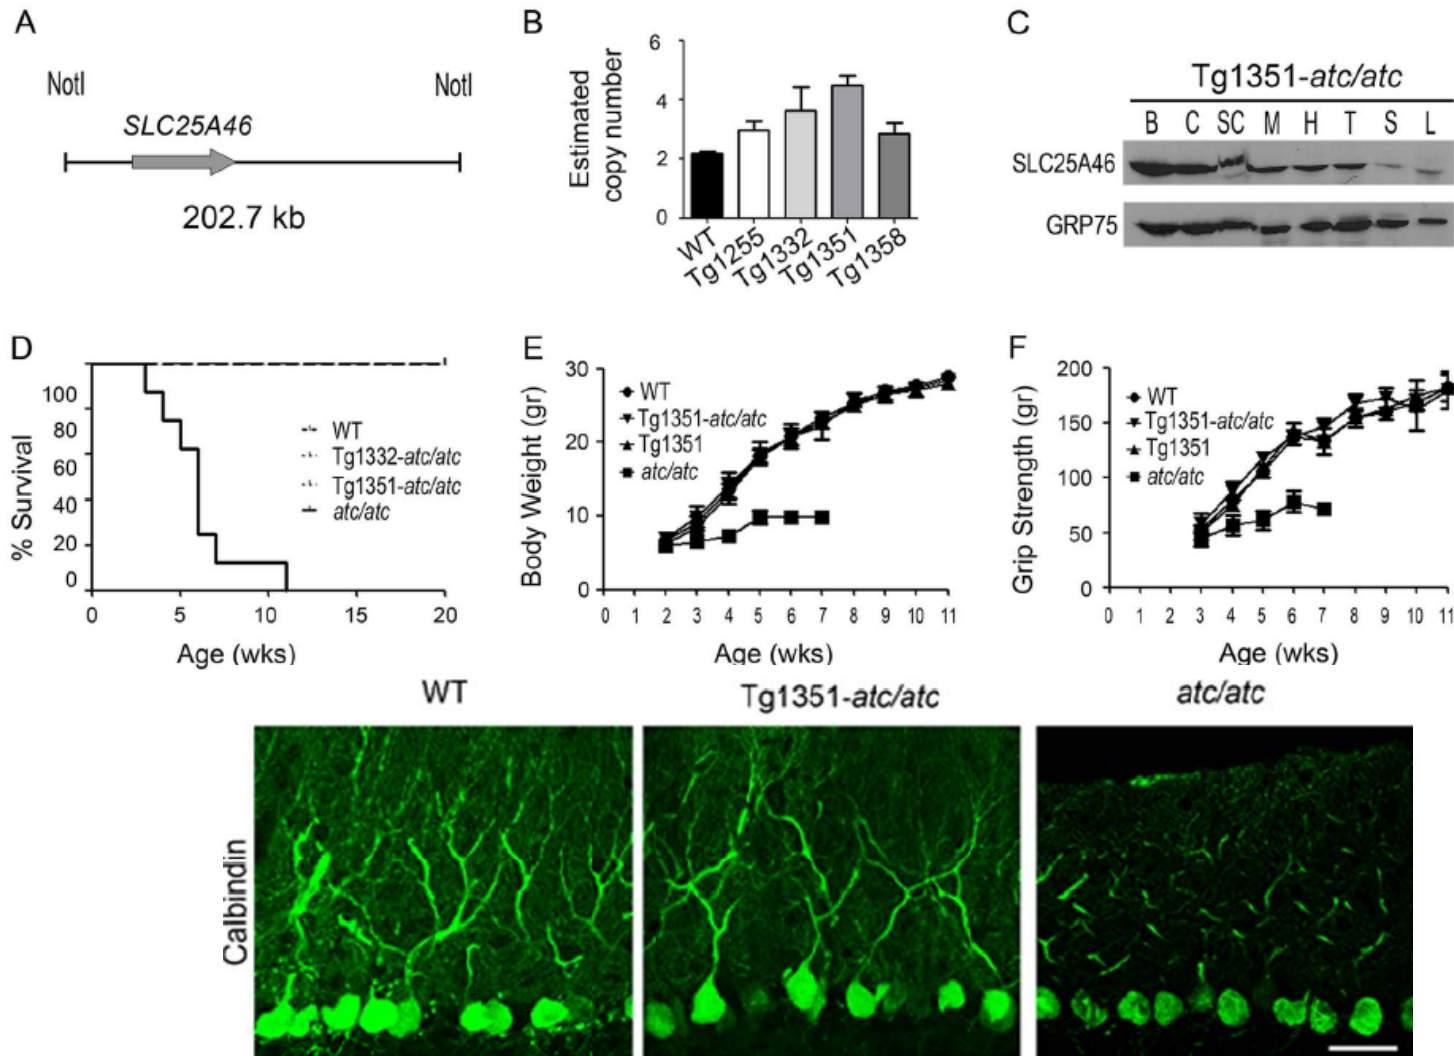 A
NotI
NotI
SLC25A46
202.7 kb
B
Estimated
copy number
6
4
2
0
WT
Tg1255
Tg1332
Tg1351
Tg1358
C
Tg1351-atc/atc
B C SC M H T S L
SLC25A46
GRP75
D
% Survival
100
80
60
40
20
0
WT
Tg1332-atc/atc
Tg1351-atc/atc
atc/atc
0 5 10 15 20
Age (wks)
E
Body Weight (gr)
30
20
10
0
WT
Tg1351-atc/atc
Tg1351
atc/atc
0 1 2 3 4 5 6 7 8 9 10 11
Age (wks)
F
Grip Strength (gr)
200
150
100
50
0
WT
Tg1351-atc/atc
Tg1351
atc/atc
0 1 2 3 4 5 6 7 8 9 10 11
Age (wks)
WT
Tg1351-atc/atc
atc/atc
Calbindin